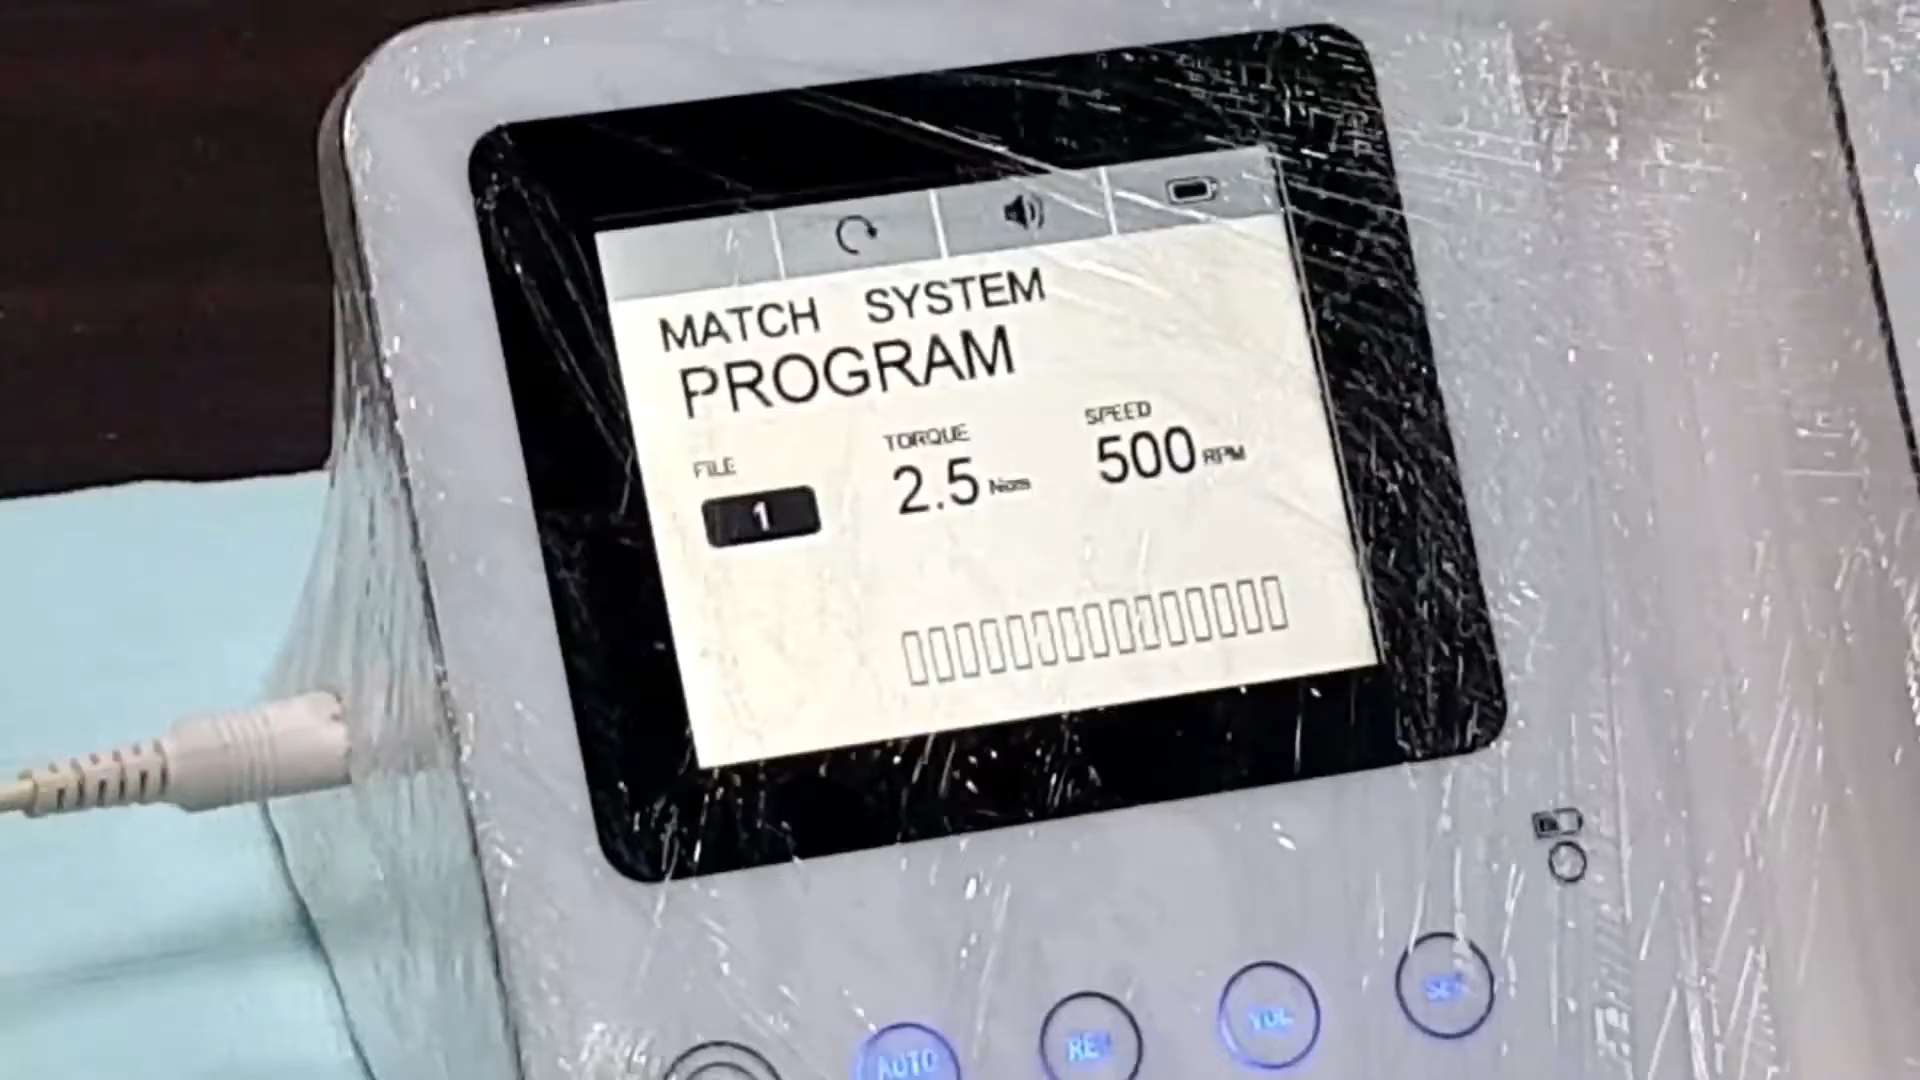 MATCH SYSTEM
PROGRAM
FILE TORQUE SPEED
1 2.5 Ncm 500 RPM
AUTO REV VOL SET